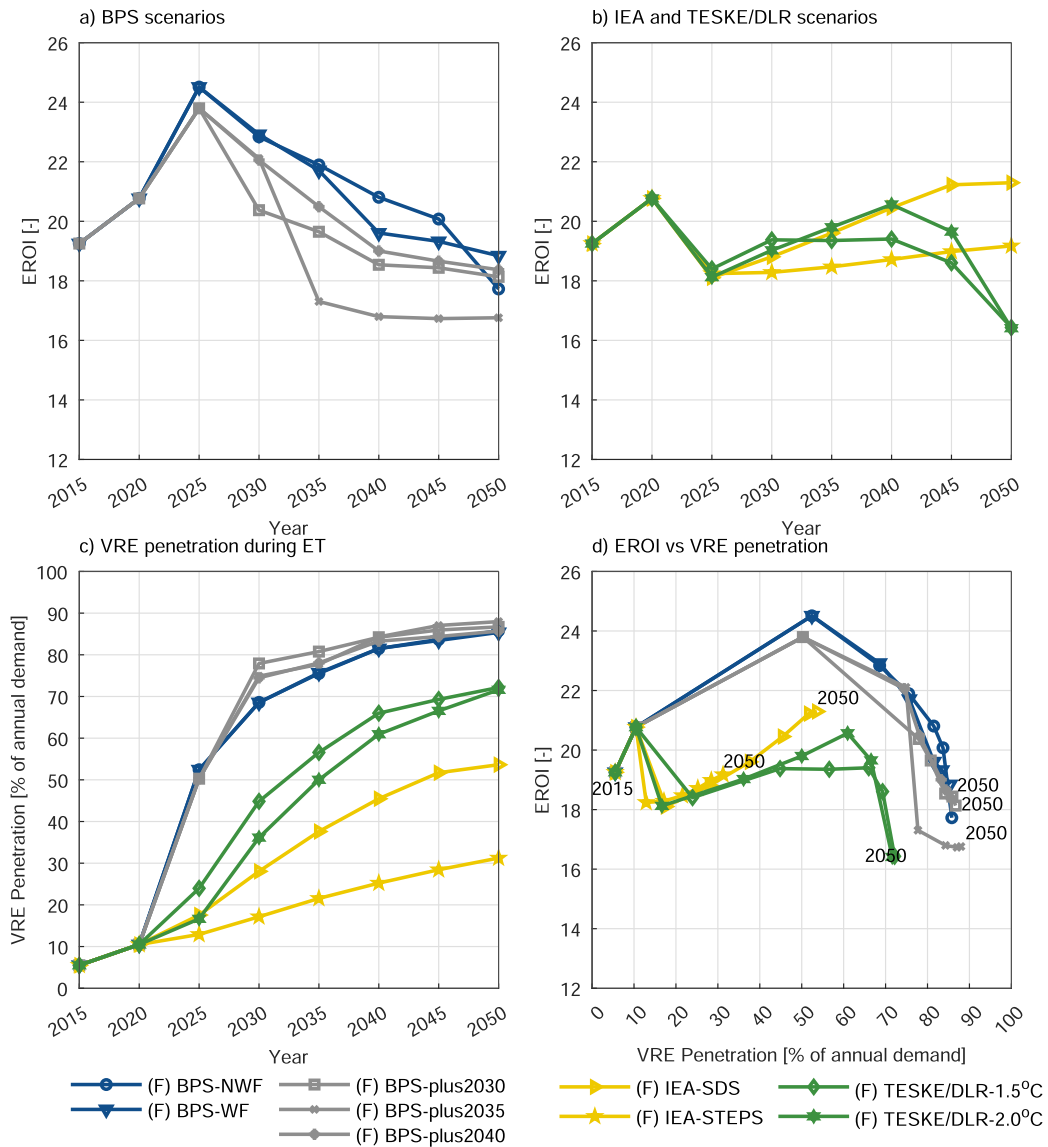 a) BPS scenarios
26
24
22
20
18
16
14
12
EROI [-]
2015 2020 2025 2030 2035 2040 2045 2050
Year
b) IEA and TESKE/DLR scenarios
26
24
22
20
18
16
14
12
EROI [-]
2015 2020 2025 2030 2035 2040 2045 2050
Year
c) VRE penetration during ET
100
90
80
70
60
50
40
30
20
10
0
VRE Penetration [% of annual demand]
2015 2020 2025 2030 2035 2040 2045 2050
Year
d) EROI vs VRE penetration
26
24
22
20
18
16
14
12
EROI [-]
2050
2050
2015
2050
2050
2050
2050
0 10 20 30 40 50 60 70 80 90 100
VRE Penetration [% of annual demand]
(F) BPS-NWF
(F) BPS-WF
(F) BPS-plus2030
(F) BPS-plus2035
(F) BPS-plus2040
(F) IEA-SDS
(F) IEA-STEPS
(F) TESKE/DLR-1.5°C
(F) TESKE/DLR-2.0°C